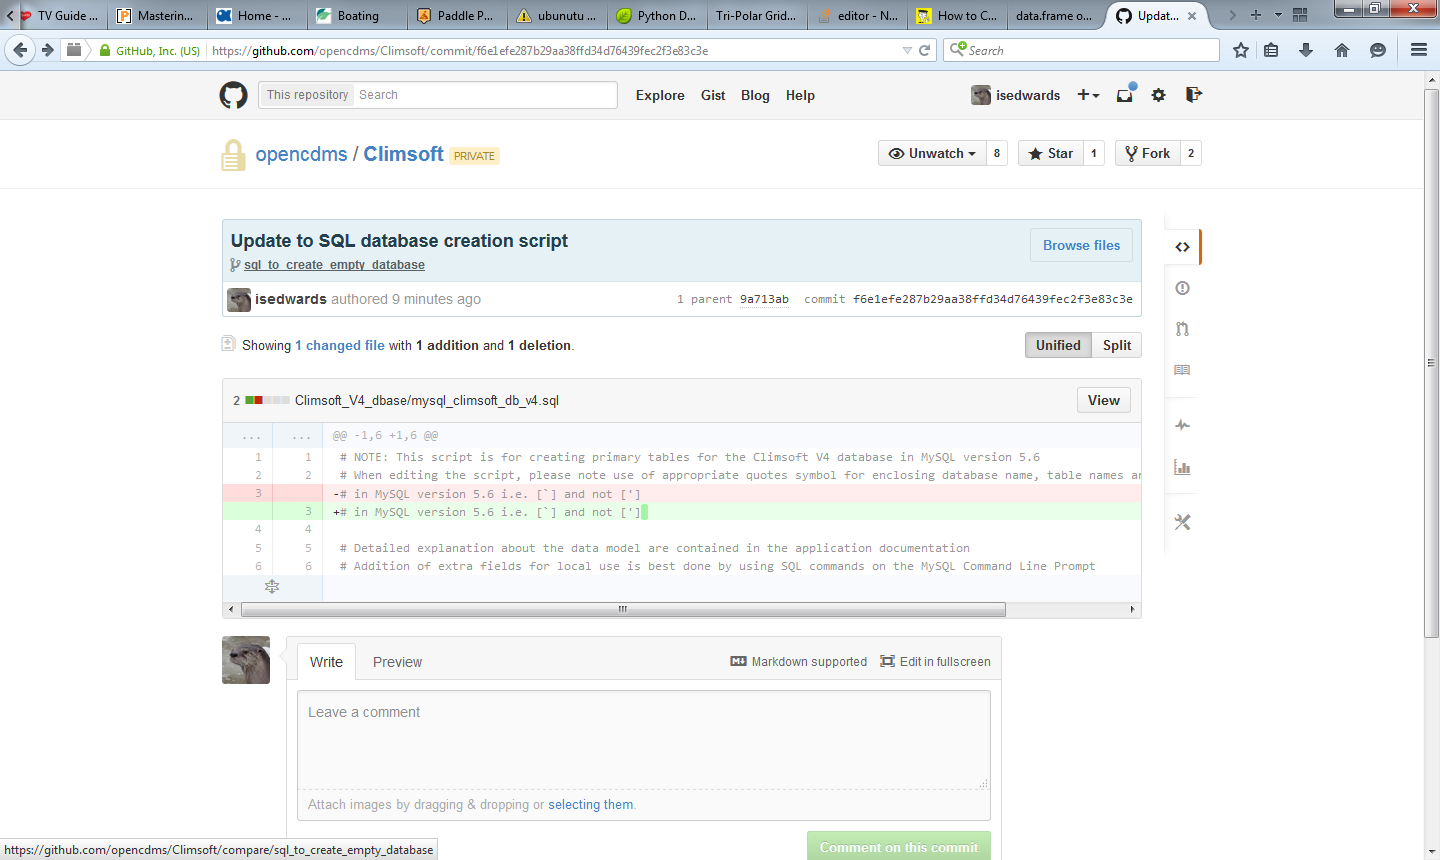 TV Guide ...
Masterin...
Home - ...
Boating
Paddle P...
ubunutu ...
Python D...
Tri-Polar Grid...
editor - N...
How to C...
data.frame o...
Updat...
GitHub, Inc. (US)
https://github.com/opencdms/Climsoft/commit/f6e1efe287b29aa38ffd34d76439fec2f3e83c3e
Search
This repository Search
Explore Gist Blog Help
isedwards
opencdms / Climsoft PRIVATE
Unwatch 8 Star 1 Fork 2
Update to SQL database creation script
Browse files
sql_to_create_empty_database
isedwards authored 9 minutes ago
1 parent 9a713ab commit f6e1efe287b29aa38ffd34d76439fec2f3e83c3e
Showing 1 changed file with 1 addition and 1 deletion.
Unified Split
2 Climsoft_V4_dbase/mysql_climsoft_db_v4.sql
View
... ... @@ -1,6 +1,6 @@
1 1 # NOTE: This script is for creating primary tables for the Climsoft V4 database in MySQL version 5.6
2 2 # When editing the script, please note use of appropriate quotes symbol for enclosing database name, table names a
3 -# in MySQL version 5.6 i.e. [`] and not [']
3 +# in MySQL version 5.6 i.e. [`] and not [']
4 4
5 5 # Detailed explanation about the data model are contained in the application documentation
6 6 # Addition of extra fields for local use is best done by using SQL commands on the MySQL Command Line Prompt
Write Preview
Markdown supported Edit in fullscreen
Leave a comment
Attach images by dragging & dropping or selecting them.
Comment on this commit
https://github.com/opencdms/Climsoft/compare/sql_to_create_empty_database